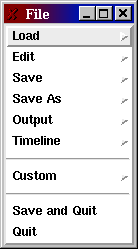 File
Load
Edit
Save
Save As
Output
Timeline
Custom
Save and Quit
Quit